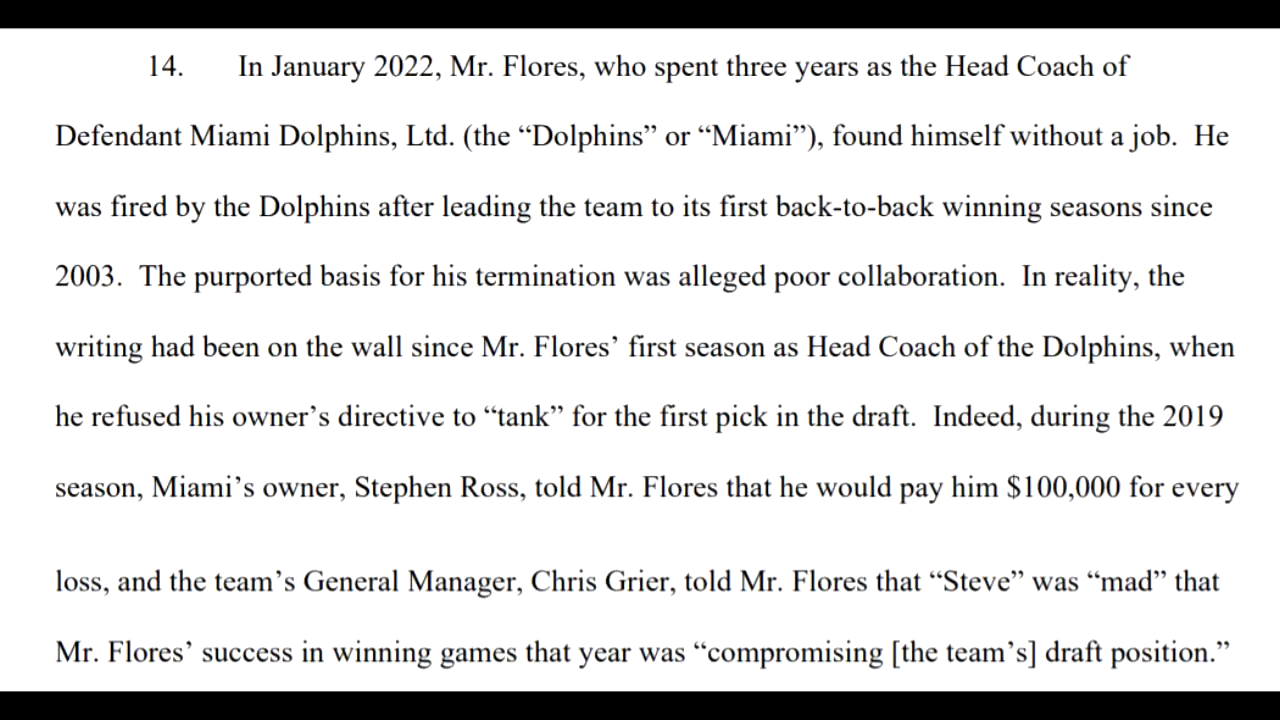 14. In January 2022, Mr. Flores, who spent three years as the Head Coach of
Defendant Miami Dolphins, Ltd. (the “Dolphins” or “Miami”), found himself without a job. He
was fired by the Dolphins after leading the team to its first back-to-back winning seasons since
2003. The purported basis for his termination was alleged poor collaboration. In reality, the
writing had been on the wall since Mr. Flores’ first season as Head Coach of the Dolphins, when
he refused his owner’s directive to “tank” for the first pick in the draft. Indeed, during the 2019
season, Miami’s owner, Stephen Ross, told Mr. Flores that he would pay him $100,000 for every
loss, and the team’s General Manager, Chris Grier, told Mr. Flores that “Steve” was “mad” that
Mr. Flores’ success in winning games that year was “compromising [the team’s] draft position.”